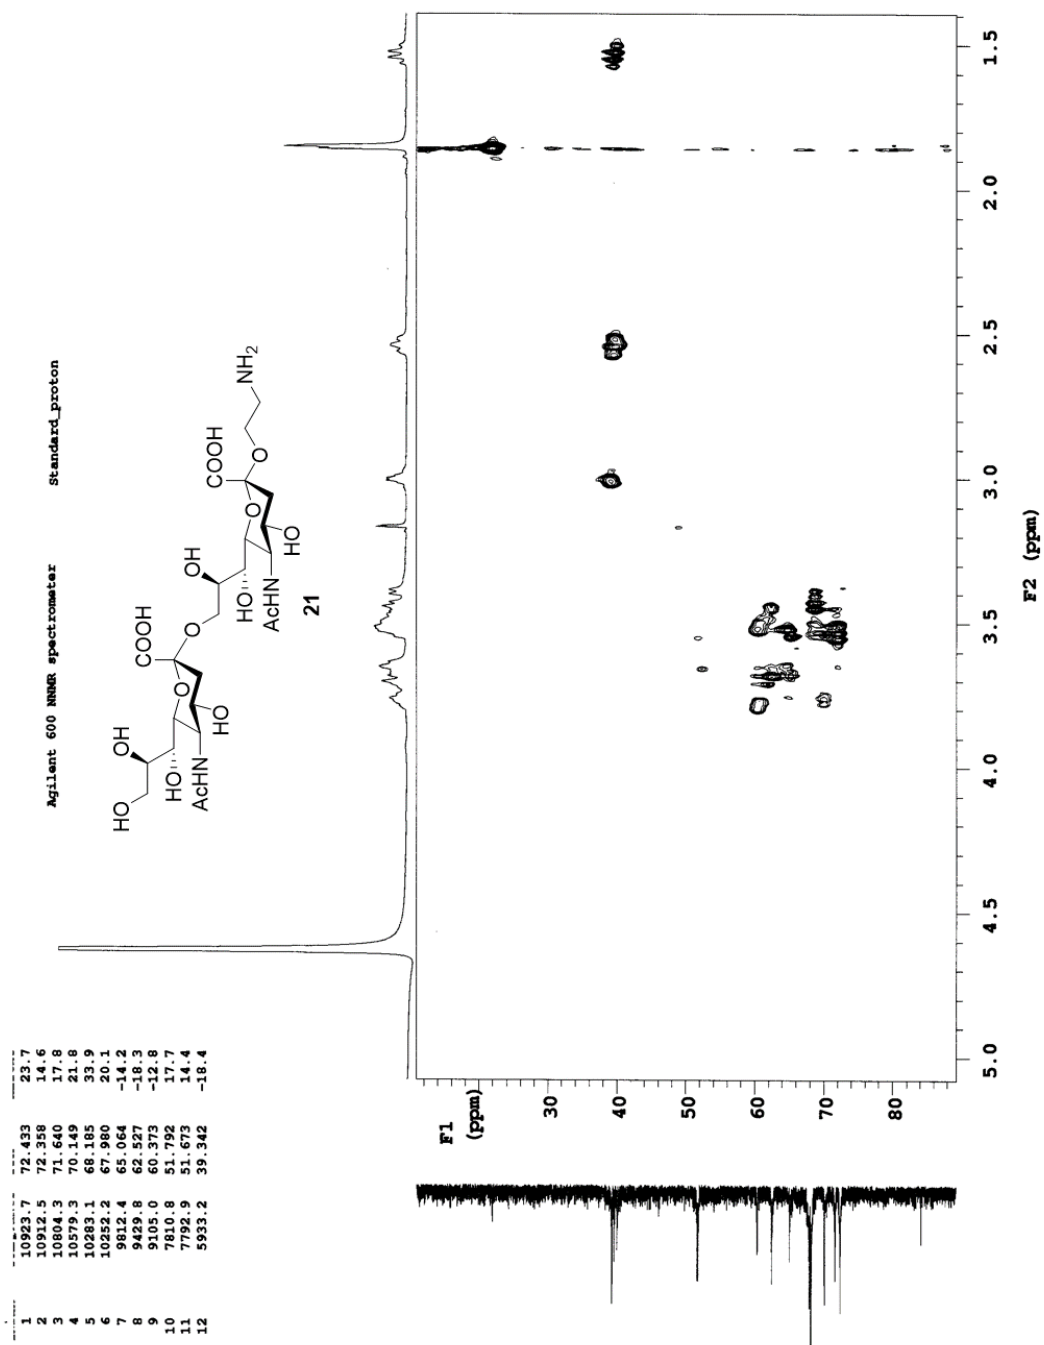 Agilent 600 NNMR spectrometer Standard_proton
1 10923.7 72.433 23.7
2 10912.5 72.358 14.6
3 10804.3 71.640 17.8
4 10579.3 70.149 21.8
5 10283.1 68.185 33.9
6 10252.2 67.980 20.1
7 9812.4 65.064 -14.2
8 9429.8 62.527 -18.3
9 9105.0 60.373 -12.8
10 7810.8 51.792 17.7
11 7792.9 51.673 14.4
12 5933.2 39.342 -18.4
HO
OH
COOH
O
O
HO
AcHN
HO
OH
COOH
O
O
NH2
HO
AcHN
HO
21
F1
(ppm)
30
40
50
60
70
80
5.0 4.5 4.0 3.5 3.0 2.5 2.0 1.5
F2 (ppm)